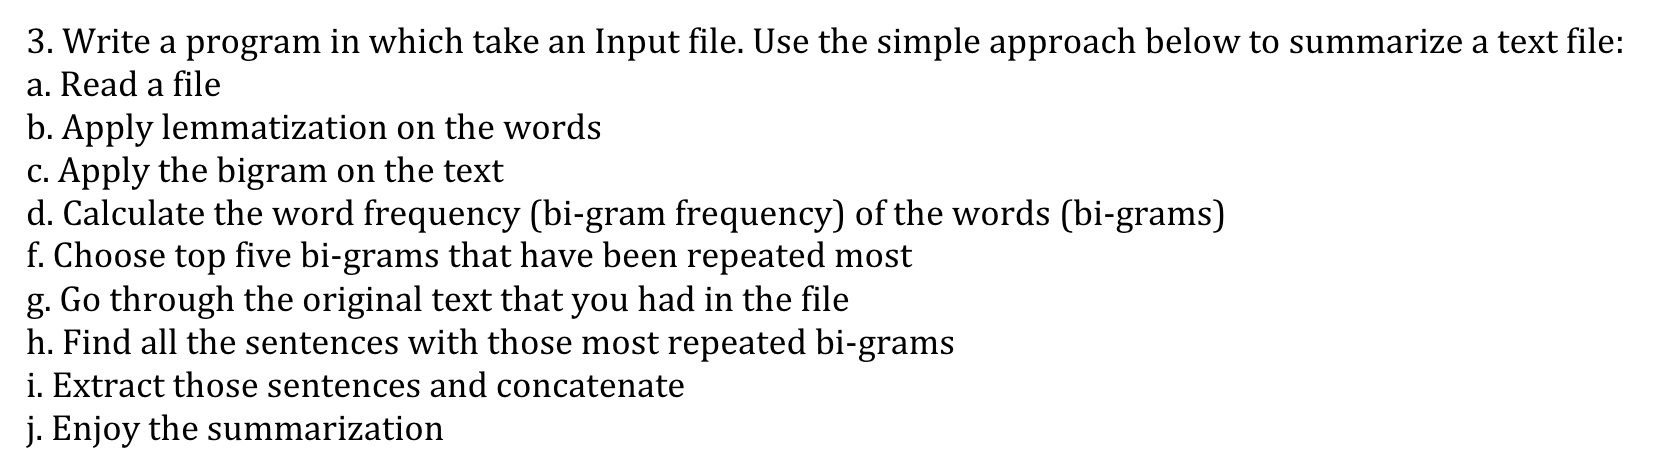 3. Write a program in which take an Input file. Use the simple approach below to summarize a text file:
a. Read a file
b. Apply lemmatization on the words
c. Apply the bigram on the text
d. Calculate the word frequency (bi-gram frequency) of the words (bi-grams)
f. Choose top five bi-grams that have been repeated most
g. Go through the original text that you had in the file
h. Find all the sentences with those most repeated bi-grams
i. Extract those sentences and concatenate
j. Enjoy the summarization